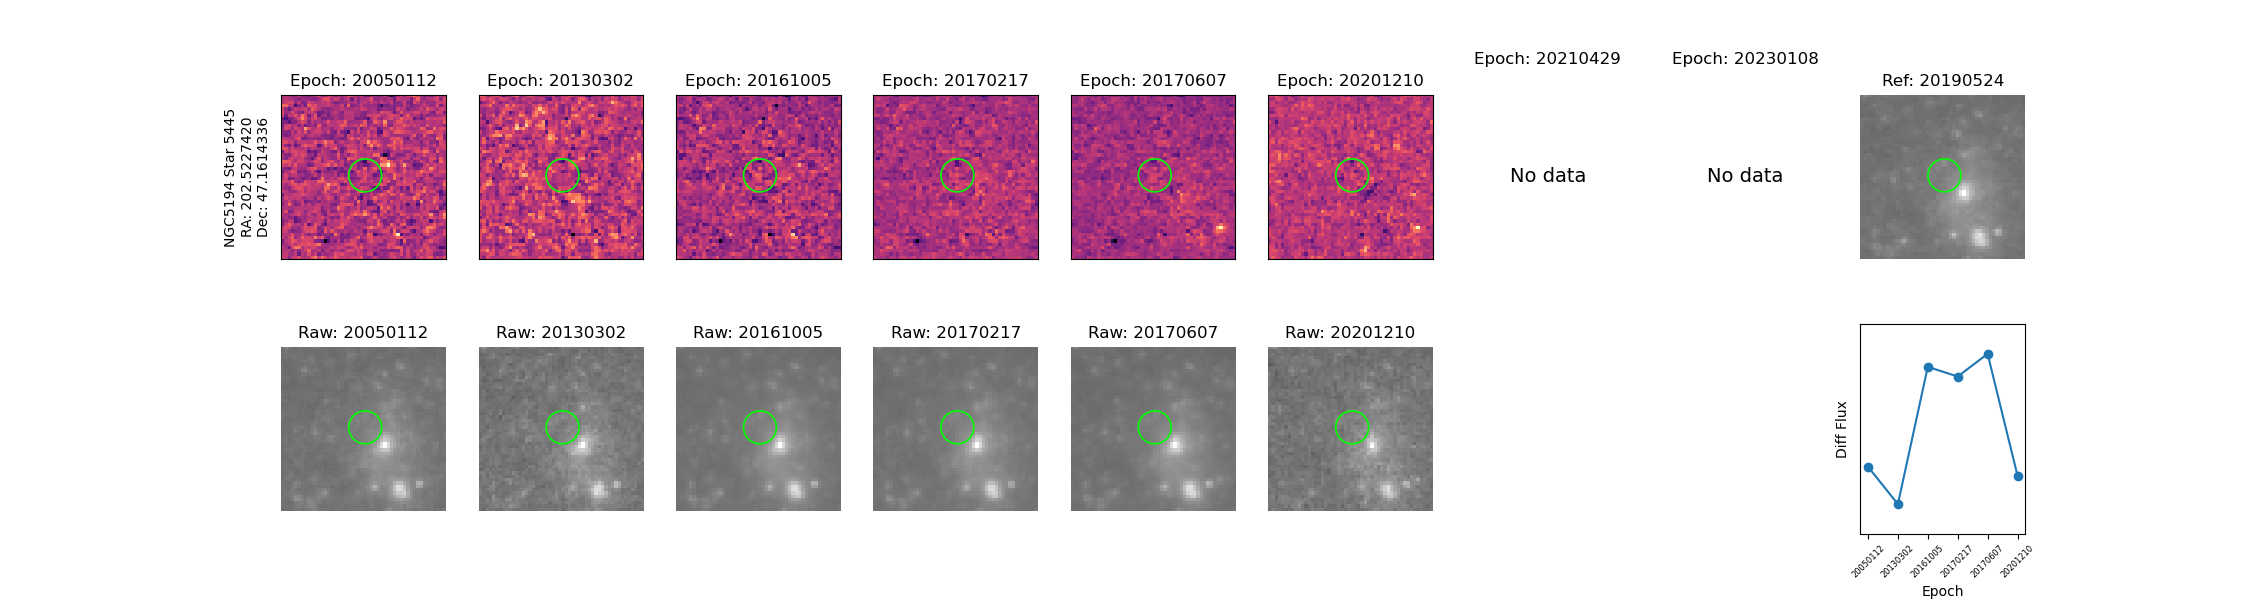 NGC5194 Star 5445
RA: 202.5227420
Dec: 47.1614336
Epoch: 20050112
Epoch: 20130302
Epoch: 20161005
Epoch: 20170217
Epoch: 20170607
Epoch: 20201210
Epoch: 20210429
Epoch: 20230108
Ref: 20190524
No data
No data
Raw: 20050112
Raw: 20130302
Raw: 20161005
Raw: 20170217
Raw: 20170607
Raw: 20201210
Diff Flux
20050112
20130302
20161005
20170217
20170607
20201210
Epoch